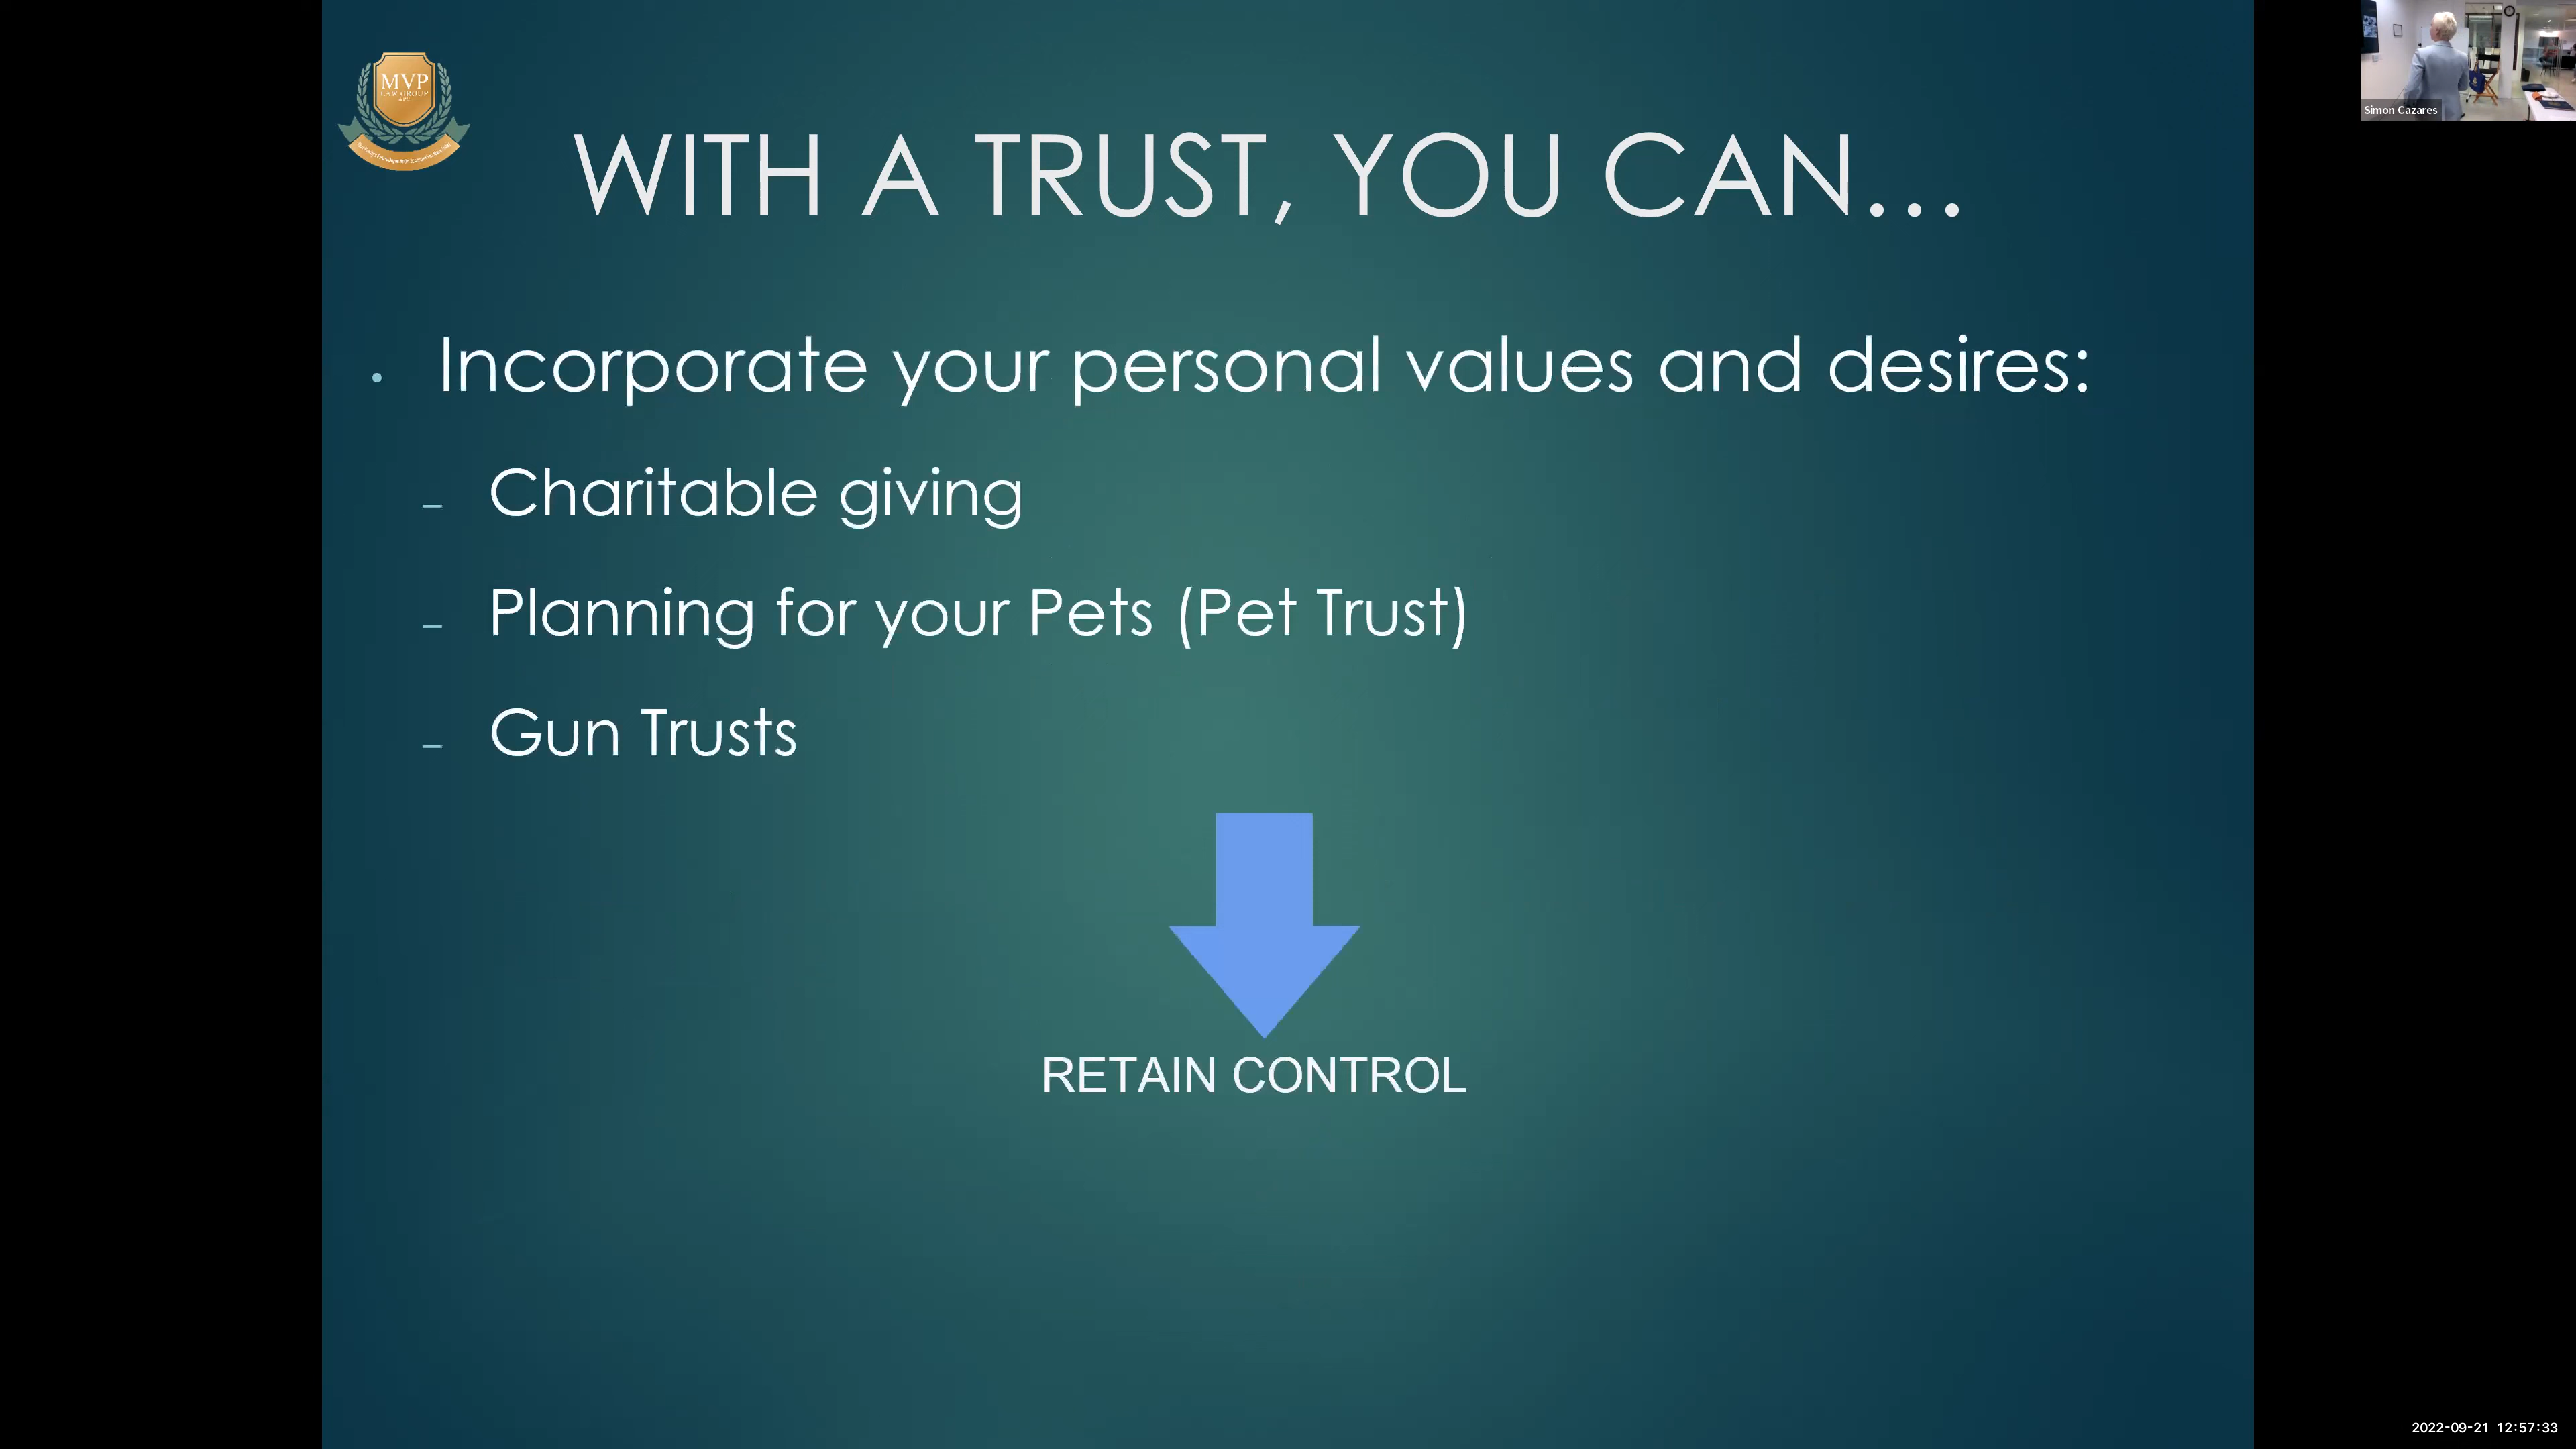 MVP
LAW GROUP
APC
WITH A TRUST, YOU CAN...
• Incorporate your personal values and desires:
– Charitable giving
– Planning for your Pets (Pet Trust)
– Gun Trusts
RETAIN CONTROL
Simon Cazares
2022-09-21 12:57:33